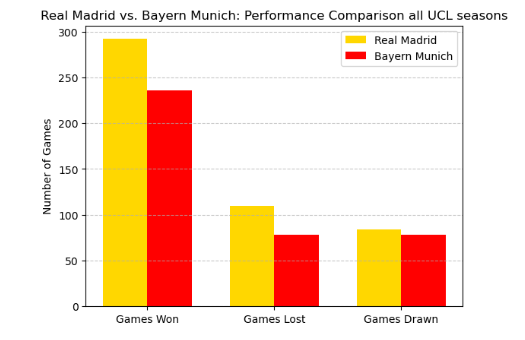 Real Madrid vs. Bayern Munich: Performance Comparison all UCL seasons
Real Madrid
Bayern Munich
Number of Games
300
250
200
150
100
50
0
Games Won
Games Lost
Games Drawn